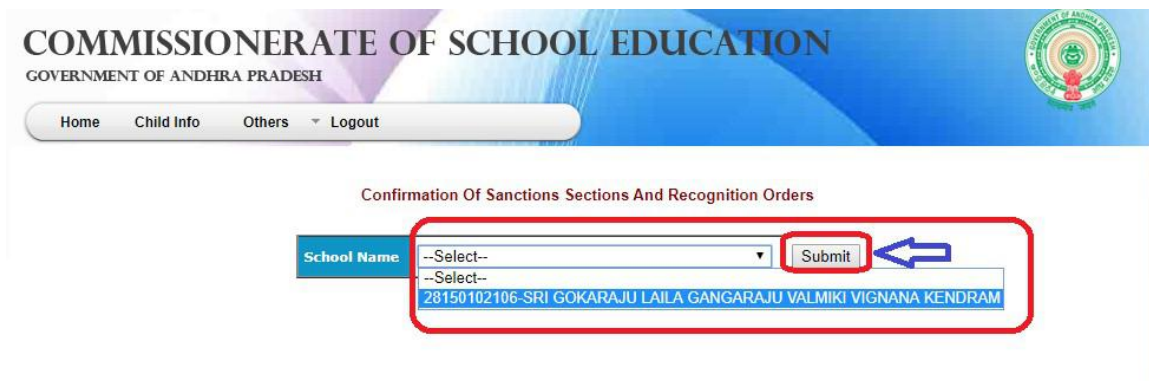 COMMISSIONERATE OF SCHOOL EDUCATION
GOVERNMENT OF ANDHRA PRADESH
Home Child Info Others Logout
Confirmation Of Sanctions Sections And Recognition Orders
School Name --Select-- Submit
--Select--
28150102106-SRI GOKARAJU LAILA GANGARAJU VALMIKI VIGNANA KENDRAM